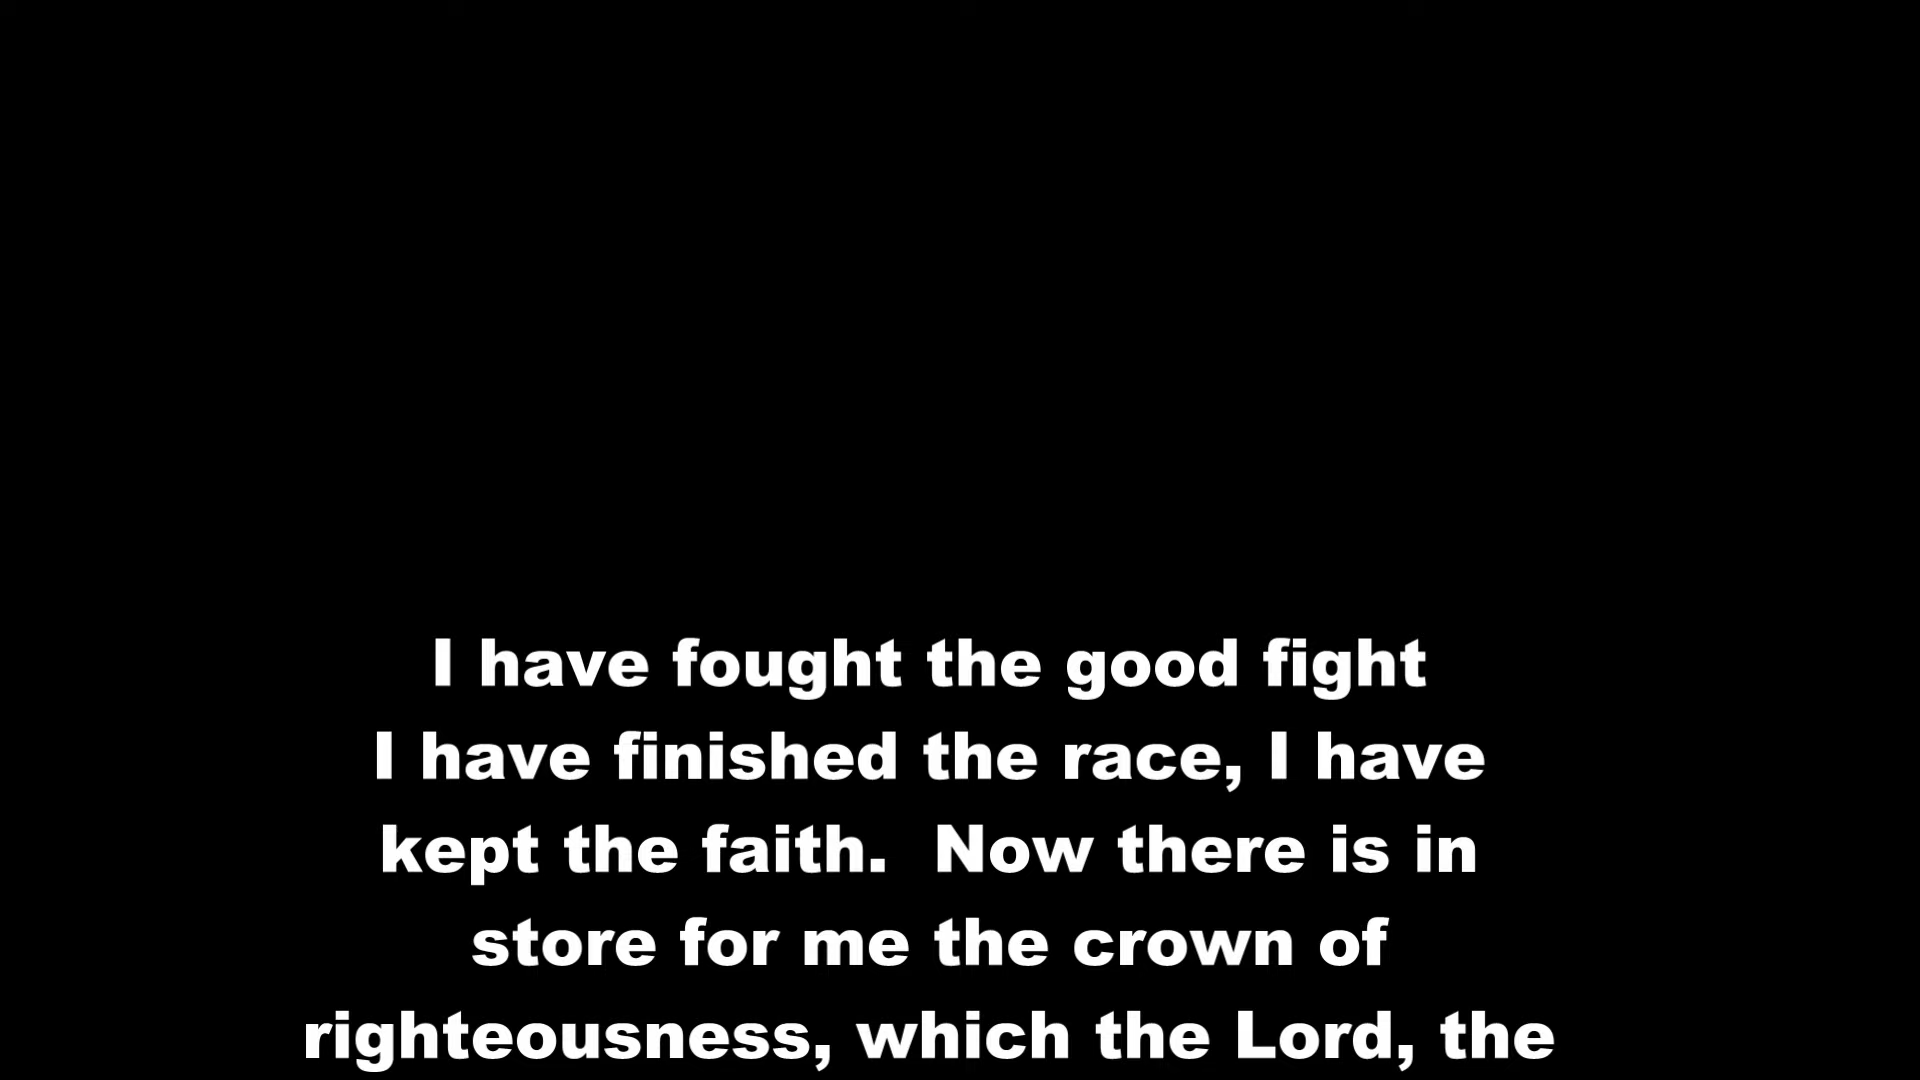 I have fought the good fight
I have finished the race, I have
kept the faith.  Now there is in
store for me the crown of
righteousness, which the Lord, the